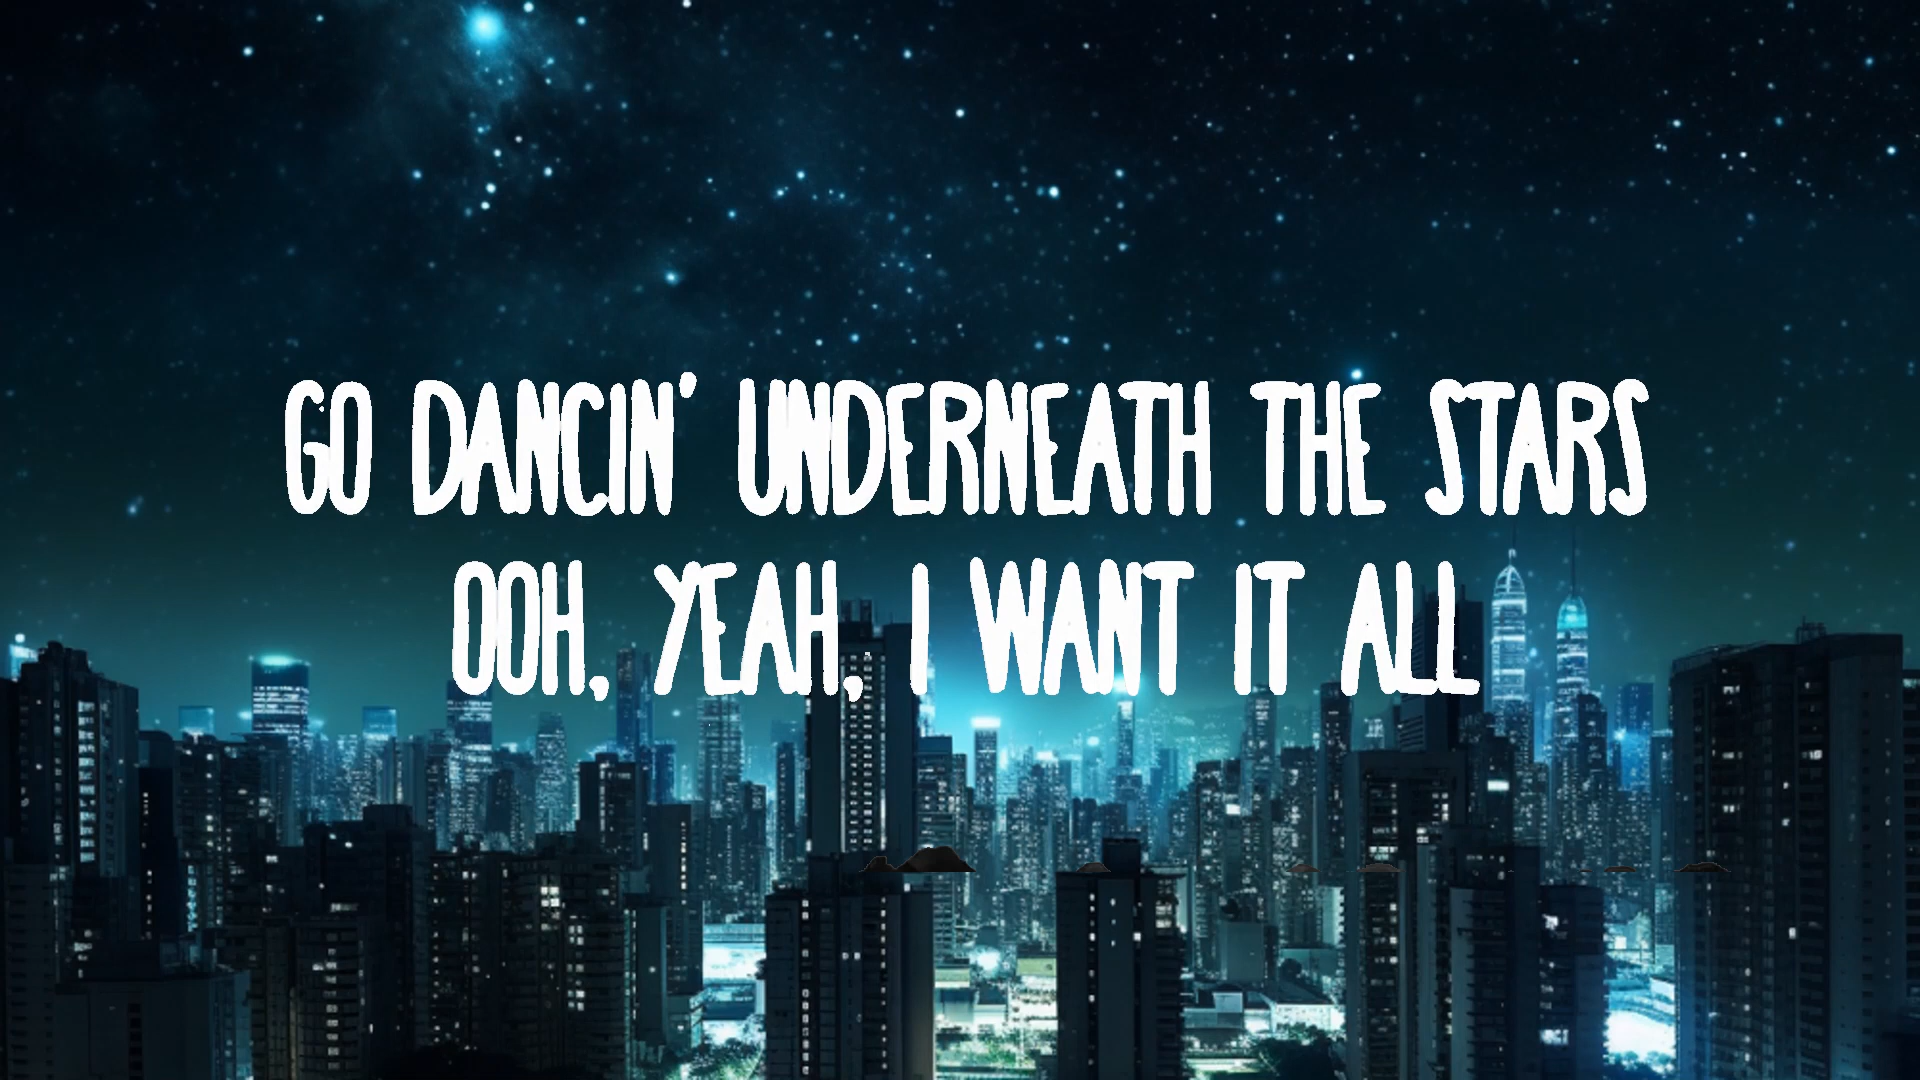 GO DANCIN' UNDERNEATH THE STARS
OOH, YEAH, I WANT IT ALL